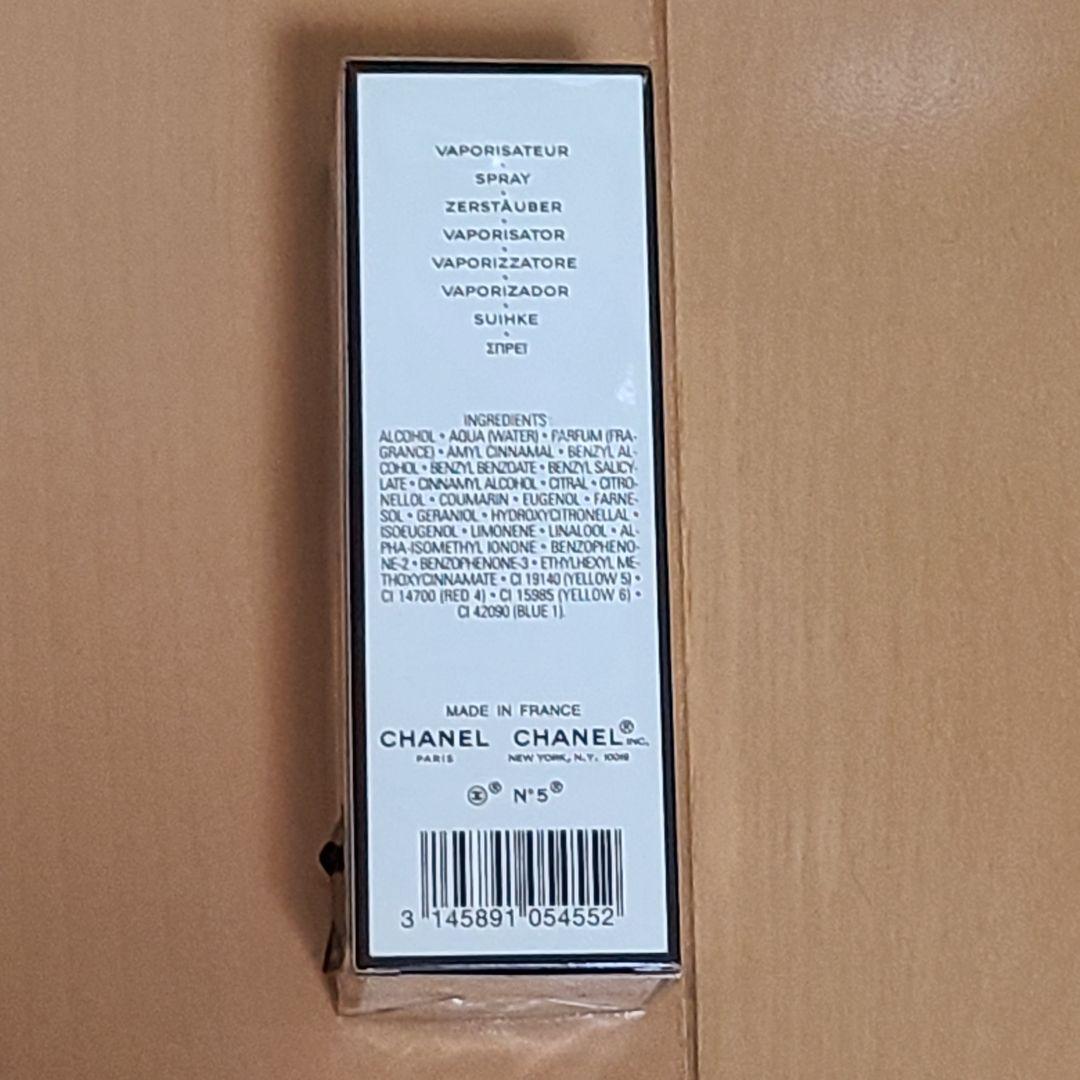 VAPORISATEUR
SPRAY
ZERSTÄUBER
VAPORISATOR
VAPORIZZATORE
VAPORIZADOR
SUIHKE
ΣΠΡΕΪ
INGREDIENTS:
ALCOHOL • AQUA (WATER) • PARFUM (FRA-
GRANCE) • AMYL CINNAMAL • BENZYL AL-
COHOL • BENZYL BENZOATE • BENZYL SALICY-
LATE • CINNAMYL ALCOHOL • CITRAL • CITRO-
NELLOL • COUMARIN • EUGENOL • FARNE-
SOL • GERANIOL • HYDROXYCITRONELLAL •
ISOEUGENOL • LIMONENE • LINALOOL • AL-
PHA-ISOMETHYL IONONE • BENZOPHENO-
NE-2 • BENZOPHENONE-3 • ETHYLHEXYL ME-
THOXYCINNAMATE • CI 19140 (YELLOW 5) •
CI 14700 (RED 4) • CI 15985 (YELLOW 6) •
CI 42090 (BLUE 1).
MADE IN FRANCE
CHANEL CHANEL® INC.
PARIS NEW YORK, N.Y. 10019
® N°5®
3 145891 054552